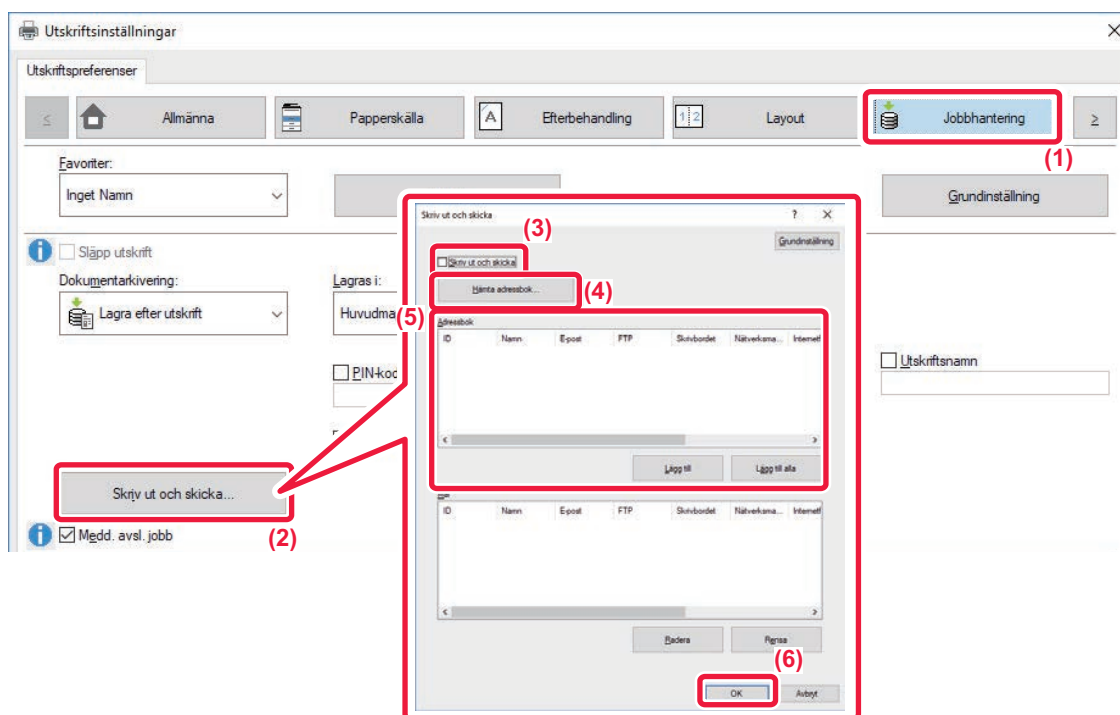 Utskriftsinställningar
Utskriftspreferenser
< Allmänna Papperskälla A Efterbehandling 1 2 Layout Jobbhantering >
(1)
Favoriter:
Inget Namn
Grundinställning
Släpp utskrift
Dokumentarkivering:
Lagra efter utskrift
Lagras i:
Huvudma
PIN-kod
Utskriftsnamn
Skriv ut och skicka...
(2)
Medd. avsl. jobb
Skriv ut och skicka ? X
(3)
Grundinställning
Skriv ut och skicka
Hämta adressbok...
(4)
(5)
Adressbok
ID Namn E-post FTP Skrivbordet Nätverksma... Internetf
Lägg till Lägg till alla
ID Namn E-post FTP Skrivbordet Nätverksma... Internetf
Radera Rensa
(6)
OK Avbryt